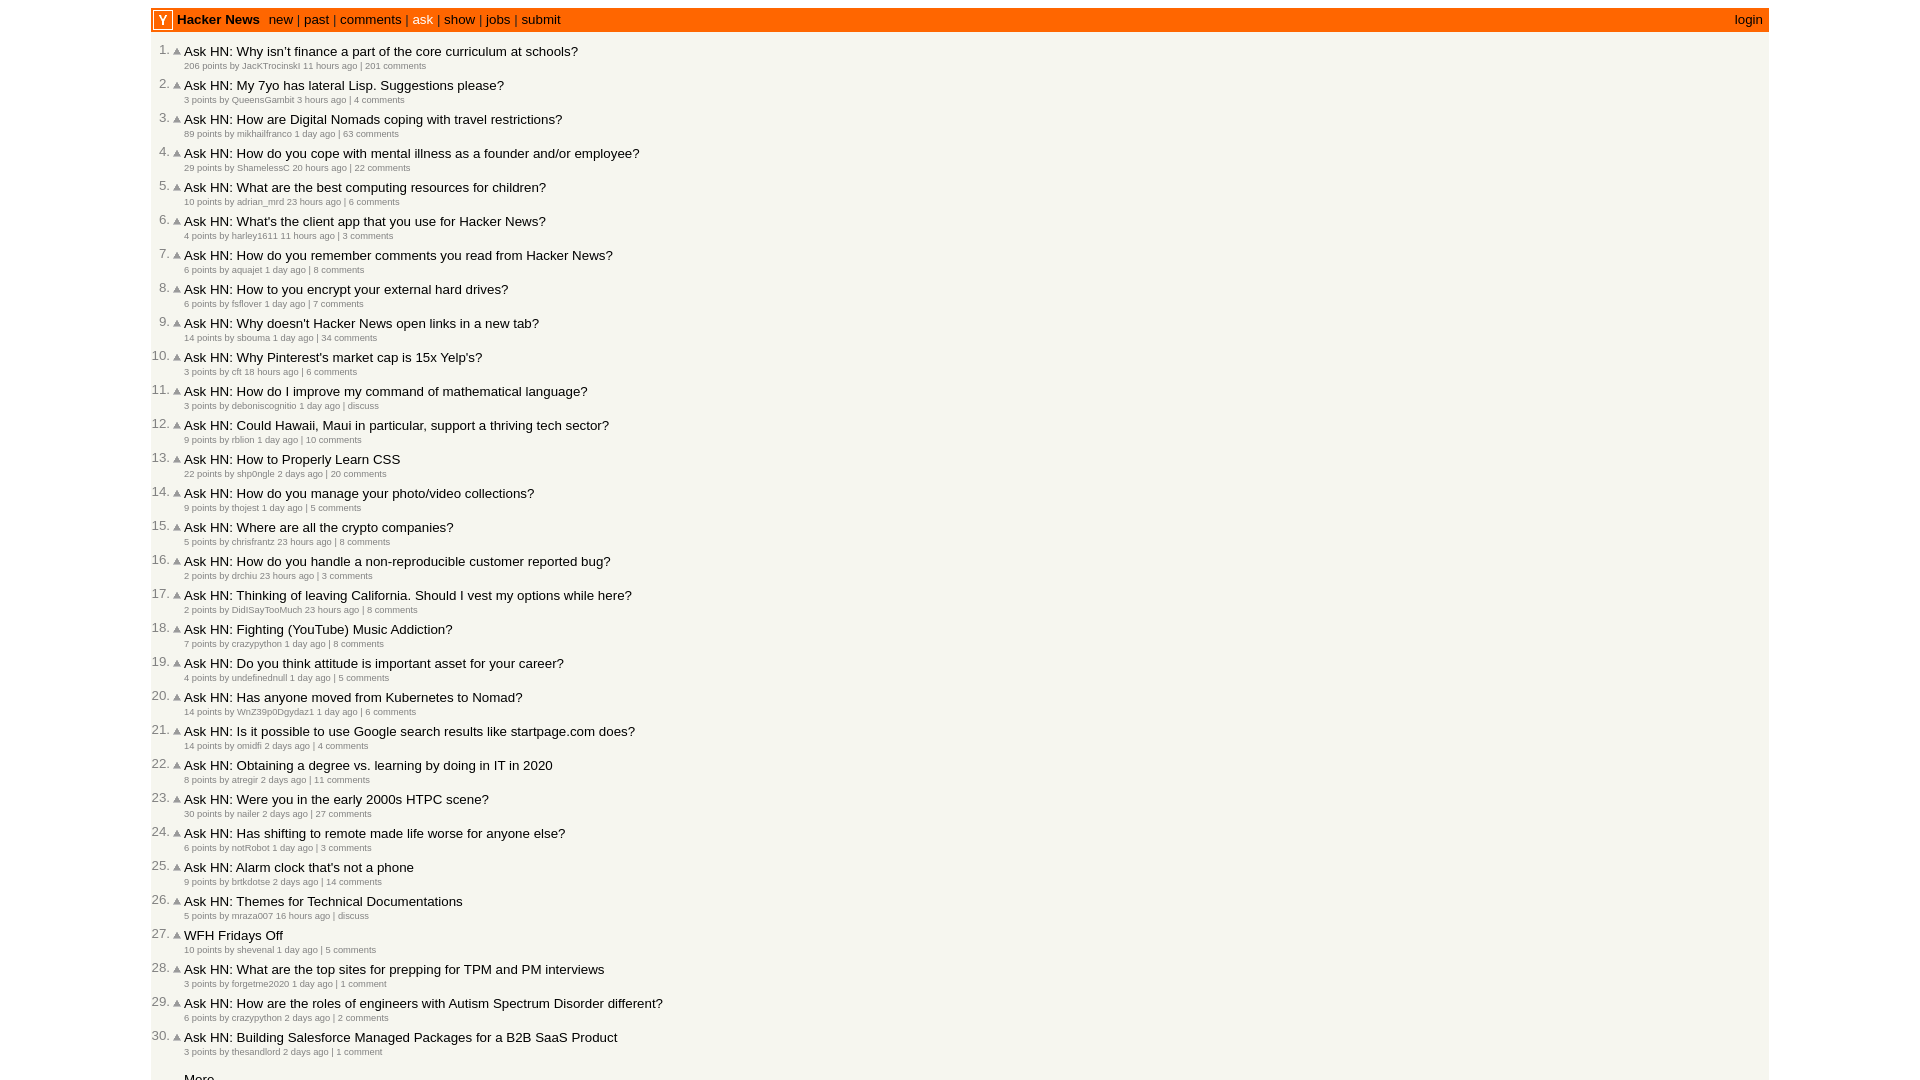 Y Hacker News new | past | comments | ask | show | jobs | submit login
1. Ask HN: Why isn’t finance a part of the core curriculum at schools?
206 points by JacKTrocinskI 11 hours ago | 201 comments
2. Ask HN: My 7yo has lateral Lisp. Suggestions please?
3 points by QueensGambit 3 hours ago | 4 comments
3. Ask HN: How are Digital Nomads coping with travel restrictions?
89 points by mikhailfranco 1 day ago | 63 comments
4. Ask HN: How do you cope with mental illness as a founder and/or employee?
29 points by ShamelessC 20 hours ago | 22 comments
5. Ask HN: What are the best computing resources for children?
10 points by adrian_mrd 23 hours ago | 6 comments
6. Ask HN: What's the client app that you use for Hacker News?
4 points by harley1611 11 hours ago | 3 comments
7. Ask HN: How do you remember comments you read from Hacker News?
6 points by aquajet 1 day ago | 8 comments
8. Ask HN: How to you encrypt your external hard drives?
6 points by fsflover 1 day ago | 7 comments
9. Ask HN: Why doesn't Hacker News open links in a new tab?
14 points by sbouma 1 day ago | 34 comments
10. Ask HN: Why Pinterest's market cap is 15x Yelp's?
3 points by cft 18 hours ago | 6 comments
11. Ask HN: How do I improve my command of mathematical language?
3 points by deboniscognitio 1 day ago | discuss
12. Ask HN: Could Hawaii, Maui in particular, support a thriving tech sector?
9 points by rblion 1 day ago | 10 comments
13. Ask HN: How to Properly Learn CSS
22 points by shp0ngle 2 days ago | 20 comments
14. Ask HN: How do you manage your photo/video collections?
9 points by thojest 1 day ago | 5 comments
15. Ask HN: Where are all the crypto companies?
5 points by chrisfrantz 23 hours ago | 8 comments
16. Ask HN: How do you handle a non-reproducible customer reported bug?
2 points by drchiu 23 hours ago | 3 comments
17. Ask HN: Thinking of leaving California. Should I vest my options while here?
2 points by DidISayTooMuch 23 hours ago | 8 comments
18. Ask HN: Fighting (YouTube) Music Addiction?
7 points by crazypython 1 day ago | 8 comments
19. Ask HN: Do you think attitude is important asset for your career?
4 points by undefinednull 1 day ago | 5 comments
20. Ask HN: Has anyone moved from Kubernetes to Nomad?
14 points by WnZ39p0Dgydaz1 1 day ago | 6 comments
21. Ask HN: Is it possible to use Google search results like startpage.com does?
14 points by omidfi 2 days ago | 4 comments
22. Ask HN: Obtaining a degree vs. learning by doing in IT in 2020
8 points by atregir 2 days ago | 11 comments
23. Ask HN: Were you in the early 2000s HTPC scene?
30 points by nailer 2 days ago | 27 comments
24. Ask HN: Has shifting to remote made life worse for anyone else?
6 points by notRobot 1 day ago | 3 comments
25. Ask HN: Alarm clock that's not a phone
9 points by brtkdotse 2 days ago | 14 comments
26. Ask HN: Themes for Technical Documentations
5 points by mraza007 16 hours ago | discuss
27. WFH Fridays Off
10 points by shevenal 1 day ago | 5 comments
28. Ask HN: What are the top sites for prepping for TPM and PM interviews
3 points by forgetme2020 1 day ago | 1 comment
29. Ask HN: How are the roles of engineers with Autism Spectrum Disorder different?
6 points by crazypython 2 days ago | 2 comments
30. Ask HN: Building Salesforce Managed Packages for a B2B SaaS Product
3 points by thesandlord 2 days ago | 1 comment
More